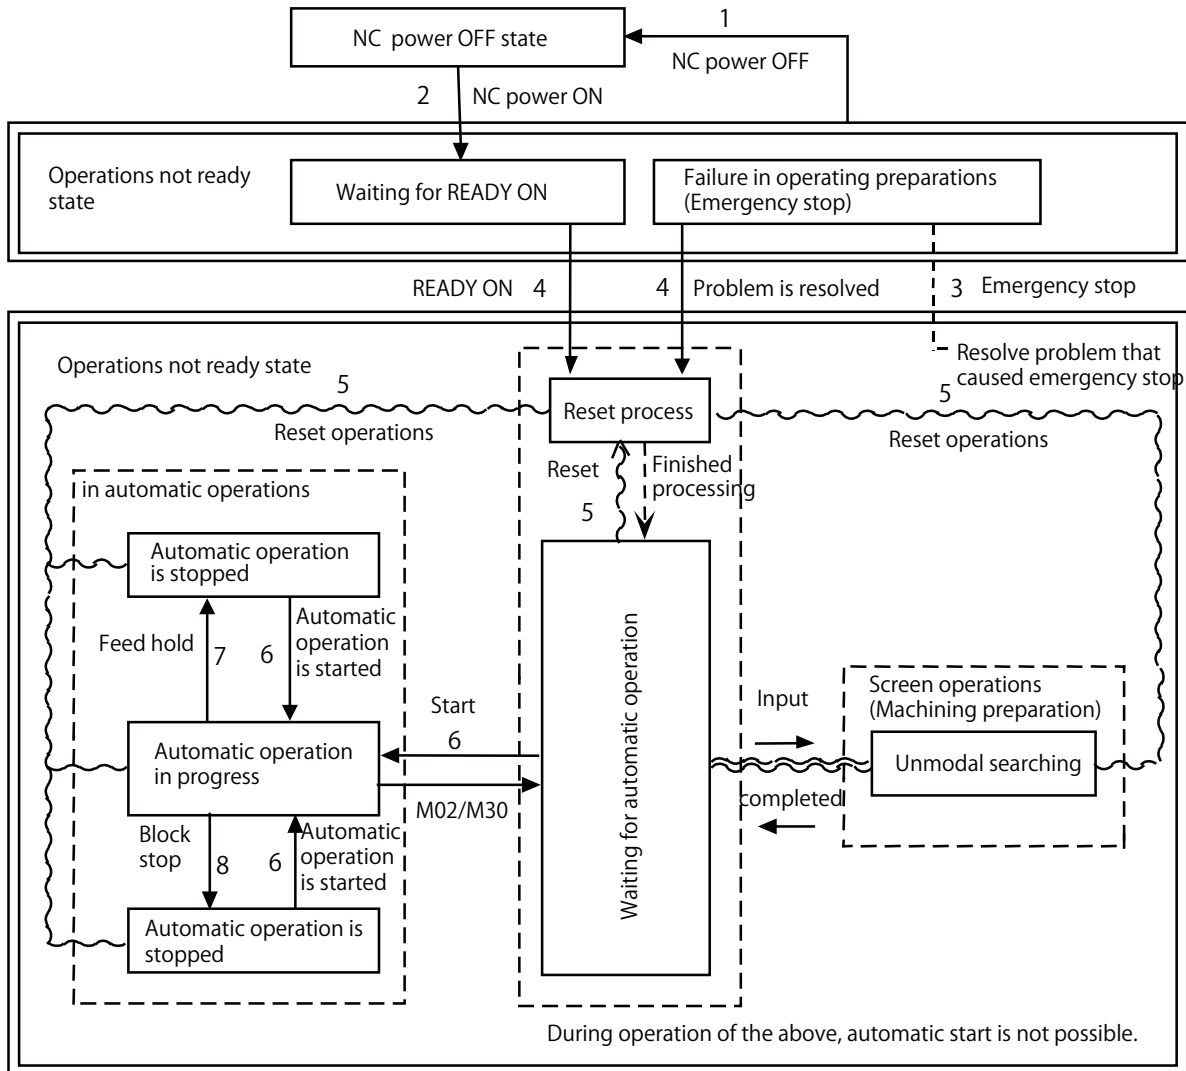 1
NC power OFF state
NC power OFF
2
NC power ON
Operations not ready
state
Waiting for READY ON
Failure in operating preparations
(Emergency stop)
READY ON
4
4
Problem is resolved
3
Emergency stop
Operations not ready state
Resolve problem that
caused emergency stop
5
Reset operations
Reset process
5
Reset operations
Reset
Finished
processing
5
in automatic operations
Automatic operation
is stopped
Feed hold
7
6
Automatic
operation
is started
Automatic operation
in progress
Start
6
M02/M30
Block
stop
8
6
Automatic
operation
is started
Automatic operation is
stopped
Waiting for automatic operation
Input
completed
Screen operations
(Machining preparation)
Unmodal searching
During operation of the above, automatic start is not possible.